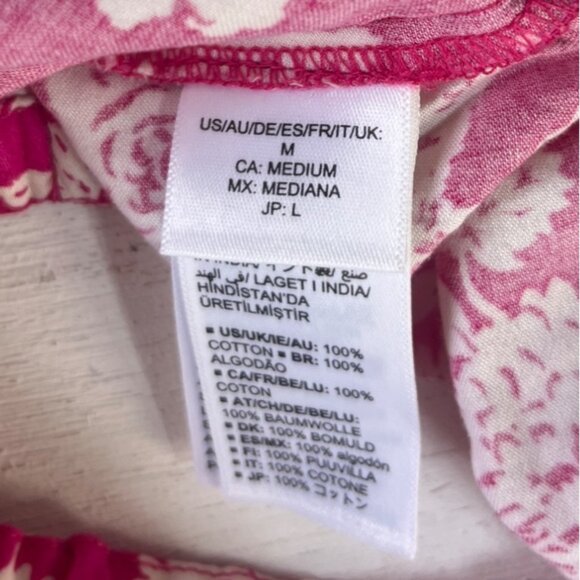 US/AU/DE/ES/FR/IT/UK:
M
CA: MEDIUM
MX: MEDIANA
JP: L
صنع
في الهند/ LAGET I INDIA/
HİNDİSTAN'DA
ÜRETİLMİŞTİR
■ US/UK/IE/AU: 100%
COTTON ■ BR: 100%
ALGODÃO
■ CA/FR/BE/LU: 100%
COTON
■ AT/CH/DE/BE/LU:
100% BAUMWOLLE
■ DK: 100% BOMULD
■ ES/MX: 100% algodón
■ FI: 100% PUUVILLA
■ IT: 100% COTONE
■ JP: 100% コットン